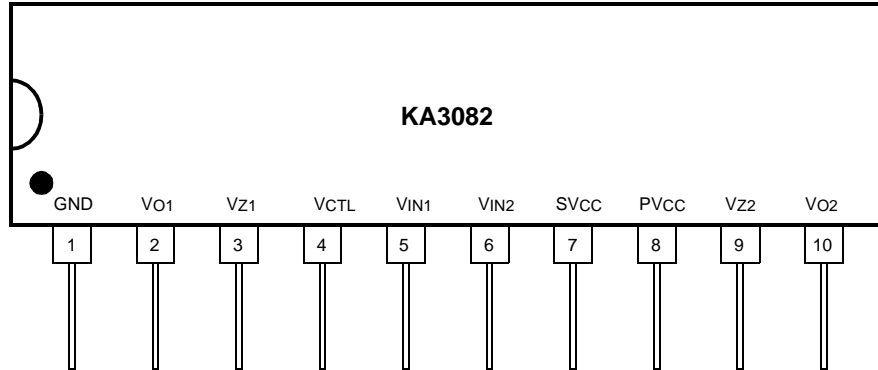 KA3082
GND VO1 VZ1 VCTL VIN1 VIN2 SVCC PVCC VZ2 VO2
1 2 3 4 5 6 7 8 9 10